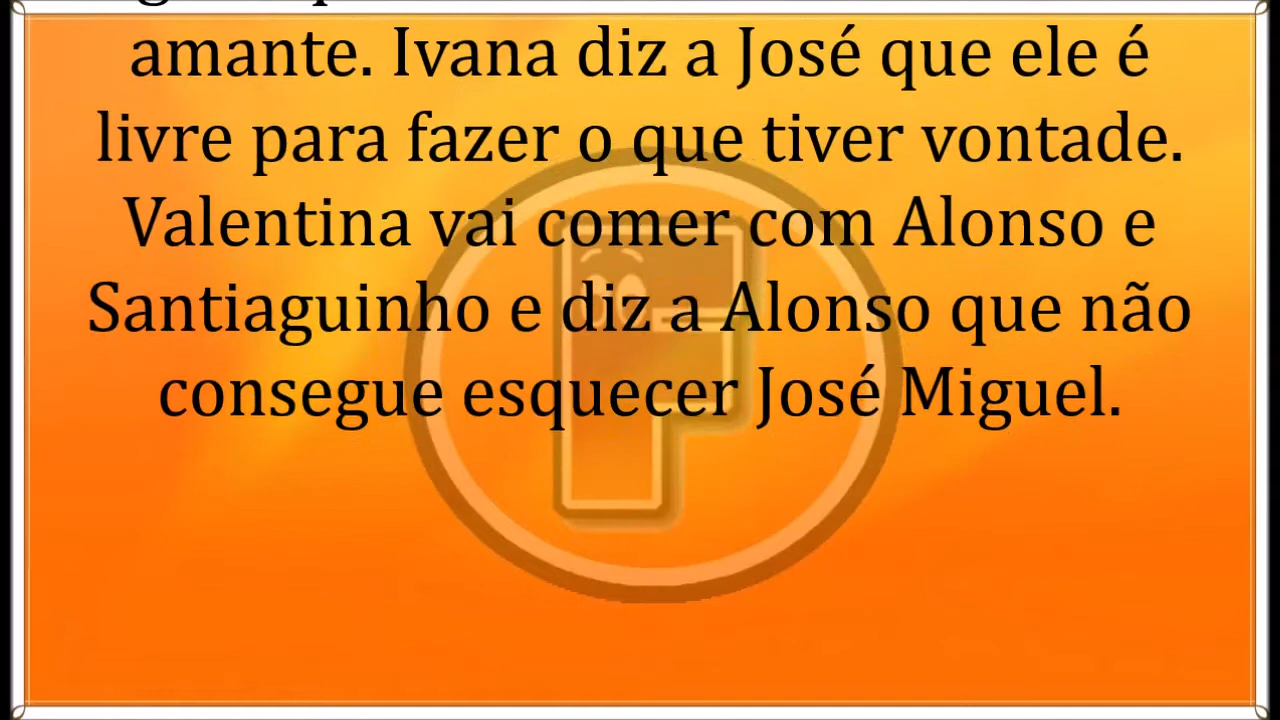 amante. Ivana diz a José que ele é
livre para fazer o que tiver vontade.
Valentina vai comer com Alonso e
Santiaguinho e diz a Alonso que não
consegue esquecer José Miguel.